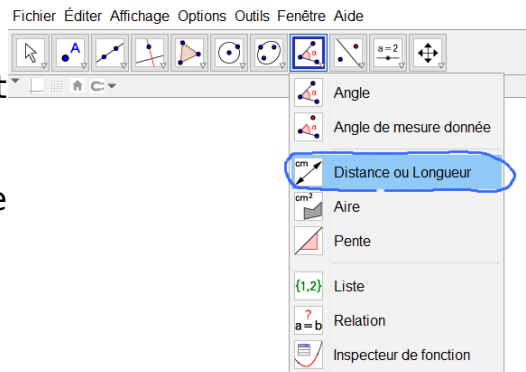 Fichier Éditer Affichage Options Outils Fenêtre Aide
A α a=2
t
α Angle
α Angle de mesure donnée
cm Distance ou Longueur
cm² Aire
e
Pente
{1,2} Liste
? a=b Relation
Inspecteur de fonction